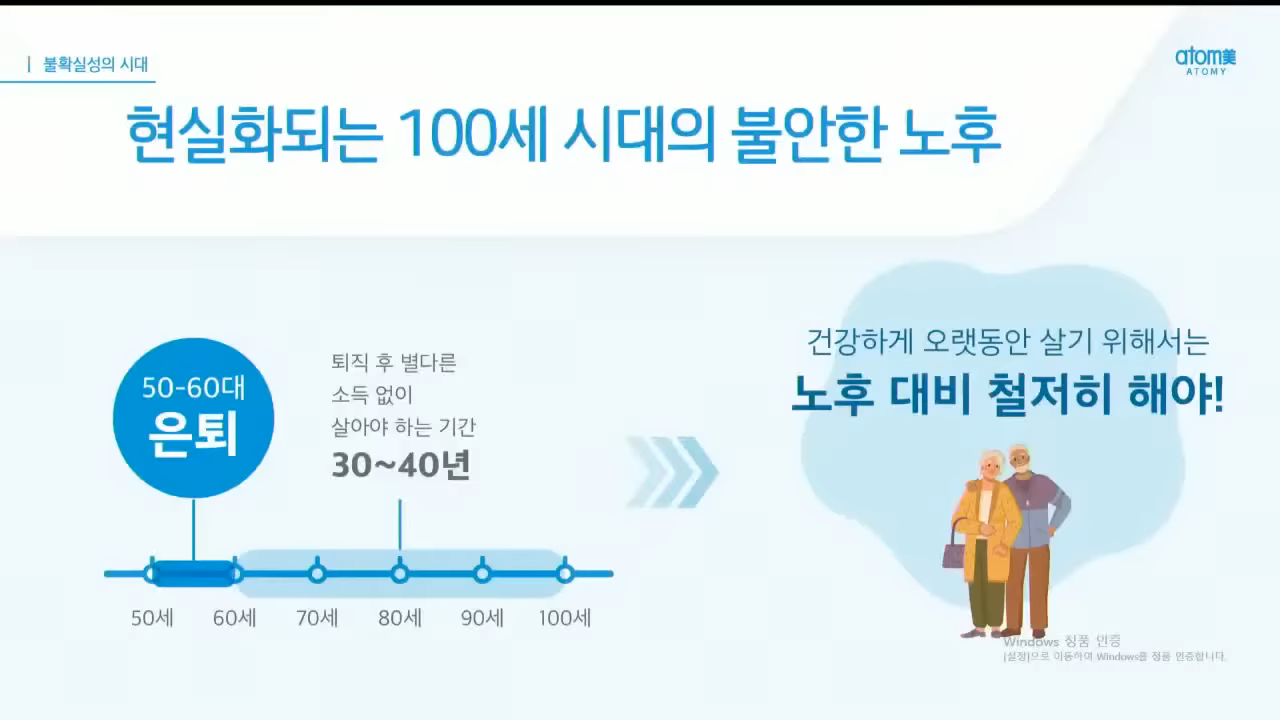 | 불확실성의 시대
atom美
ATOMY
현실화되는 100세 시대의 불안한 노후
50-60대
은퇴
퇴직 후 별다른
소득 없이
살아야 하는 기간
30~40년
50세 60세 70세 80세 90세 100세
건강하게 오랫동안 살기 위해서는
노후 대비 철저히 해야!
Windows 정품 인증
[설정]으로 이동하여 Windows를 정품 인증합니다.